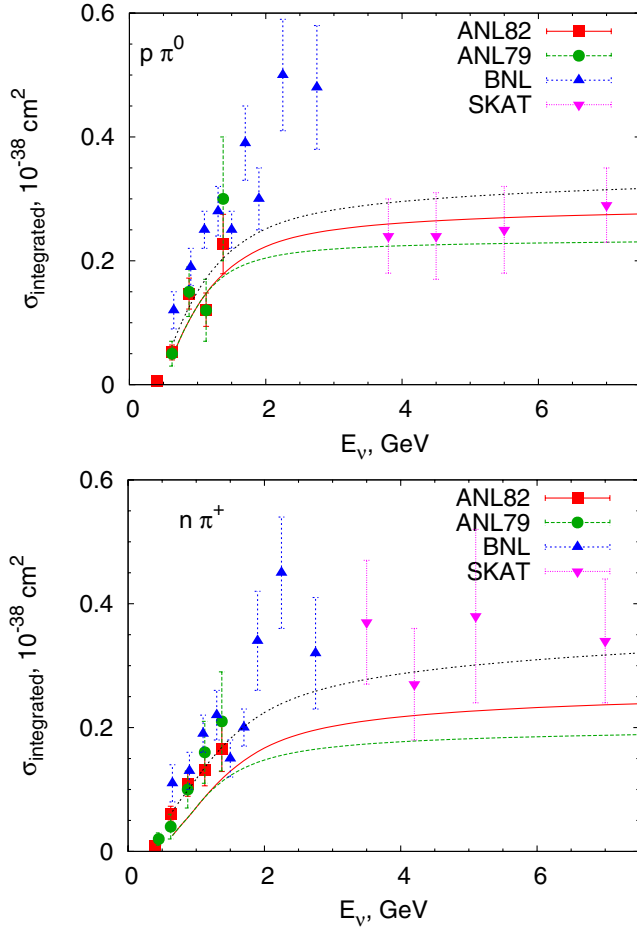 0.6
p π⁰
ANL82
ANL79
BNL
SKAT
σintegrated, 10⁻³⁸ cm²
0.4
0.2
0
0 2 4 6
Eν, GeV
0.6
n π⁺
ANL82
ANL79
BNL
SKAT
σintegrated, 10⁻³⁸ cm²
0.4
0.2
0
0 2 4 6
Eν, GeV